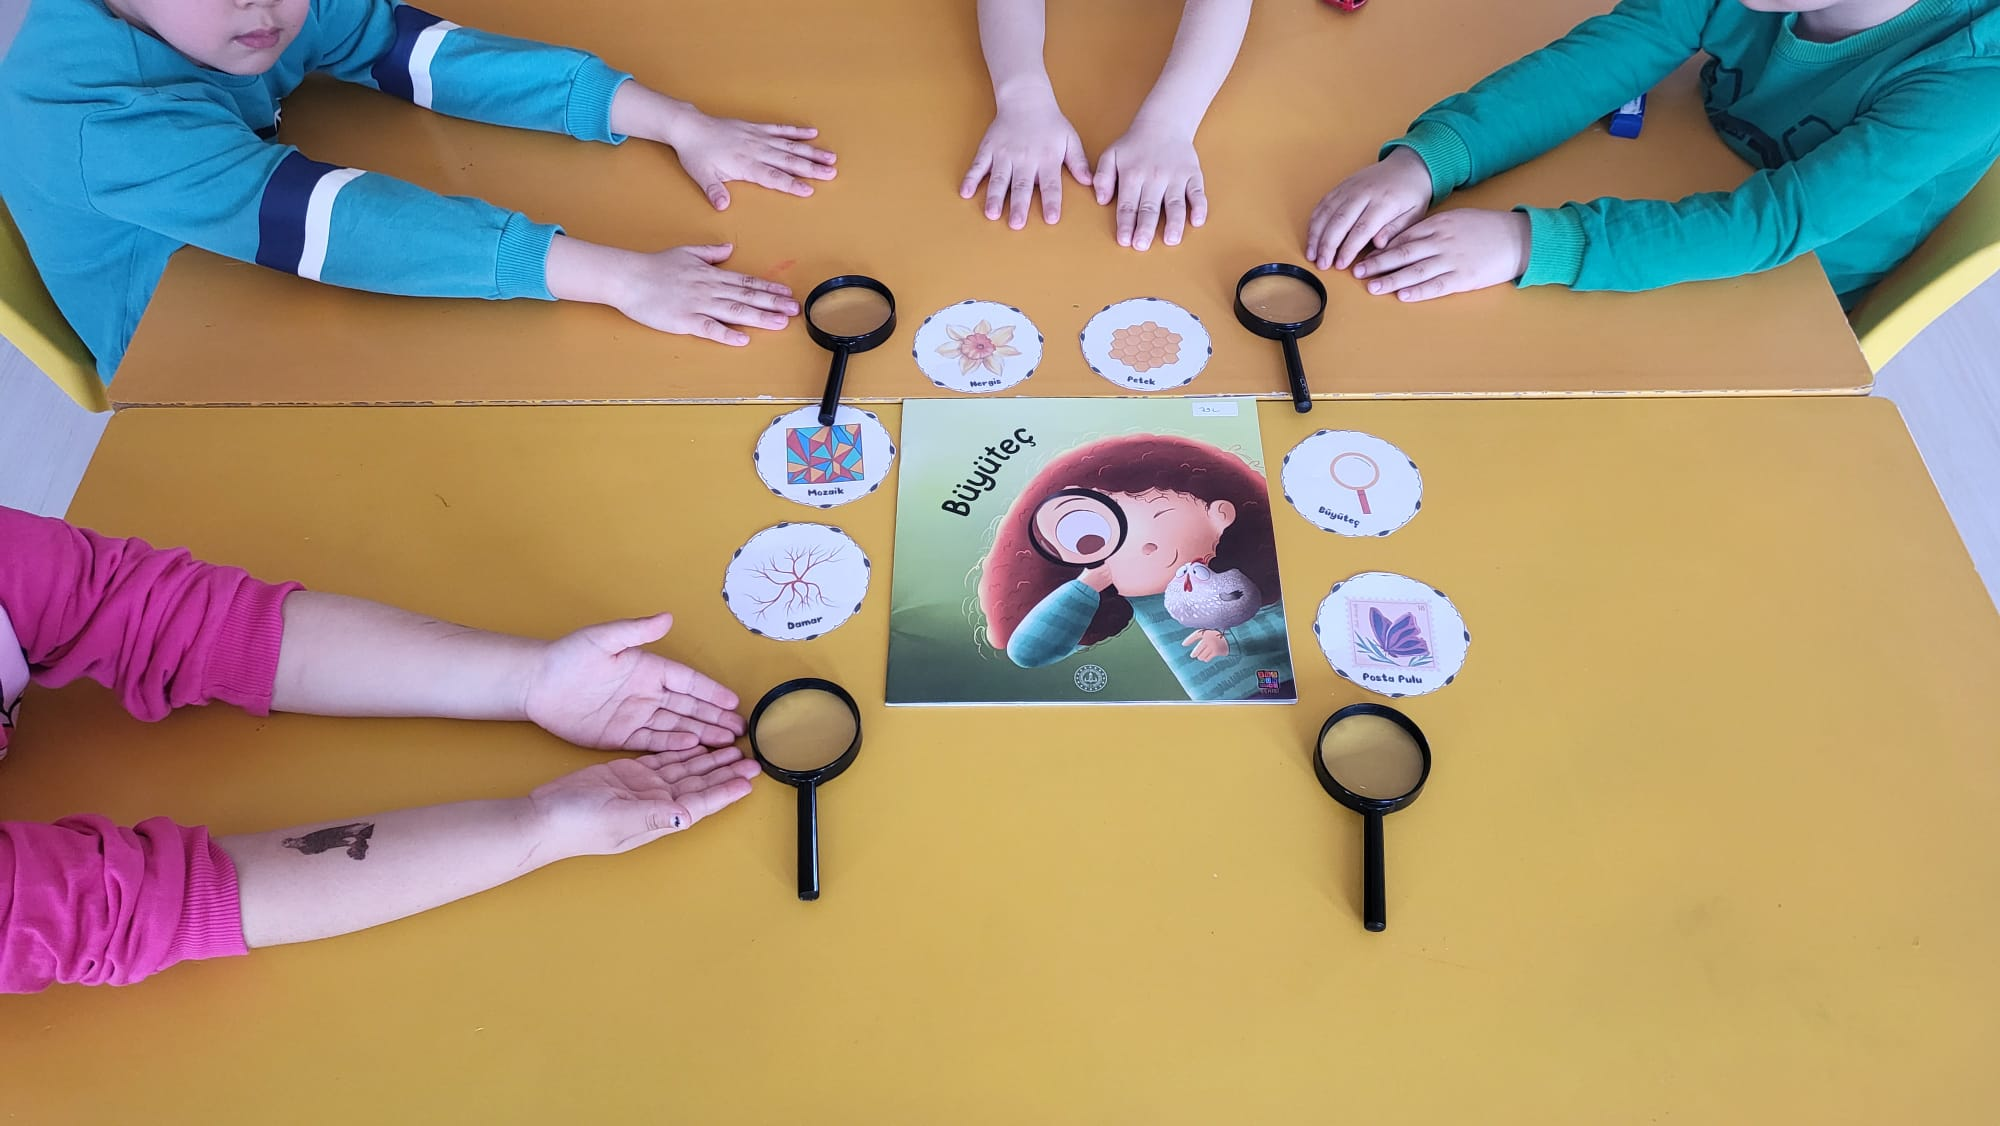 Nergis
Petek
Mozaik
Büyüteç
Büyüteç
Damar
Posta Pulu